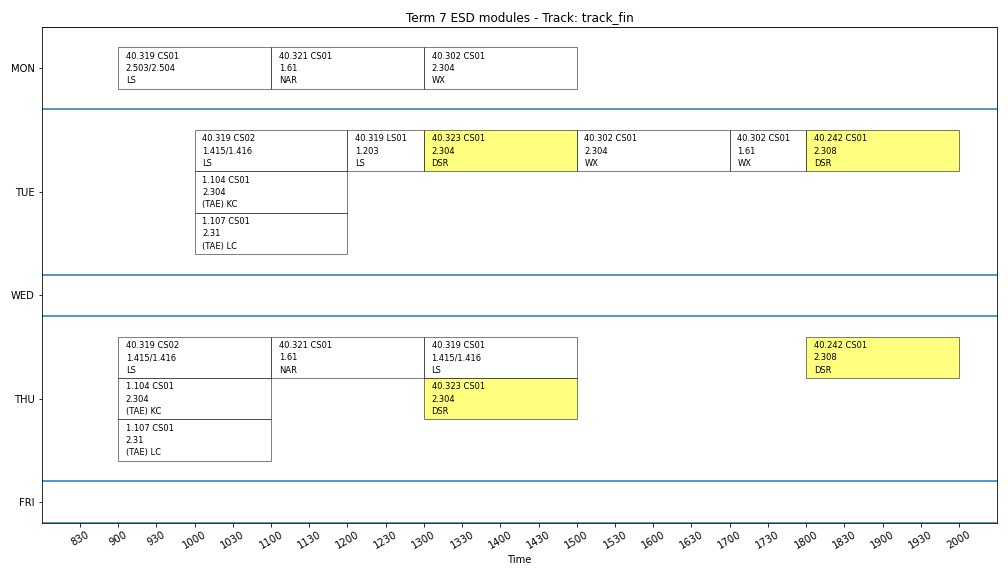 Term 7 ESD modules - Track: track_fin
MON
40.319 CS01
2.503/2.504
LS
40.321 CS01
1.61
NAR
40.302 CS01
2.304
WX
TUE
40.319 CS02
1.415/1.416
LS
40.319 LS01
1.203
LS
40.323 CS01
2.304
DSR
40.302 CS01
2.304
WX
40.302 CS01
1.61
WX
40.242 CS01
2.308
DSR
1.104 CS01
2.304
(TAE) KC
1.107 CS01
2.31
(TAE) LC
WED
THU
40.319 CS02
1.415/1.416
LS
40.321 CS01
1.61
NAR
40.319 CS01
1.415/1.416
LS
40.242 CS01
2.308
DSR
1.104 CS01
2.304
(TAE) KC
40.323 CS01
2.304
DSR
1.107 CS01
2.31
(TAE) LC
FRI
830 900 930 1000 1030 1100 1130 1200 1230 1300 1330 1430 1500 1600 1630 1700 1730 1800 1830 1900 1930 2000
Time